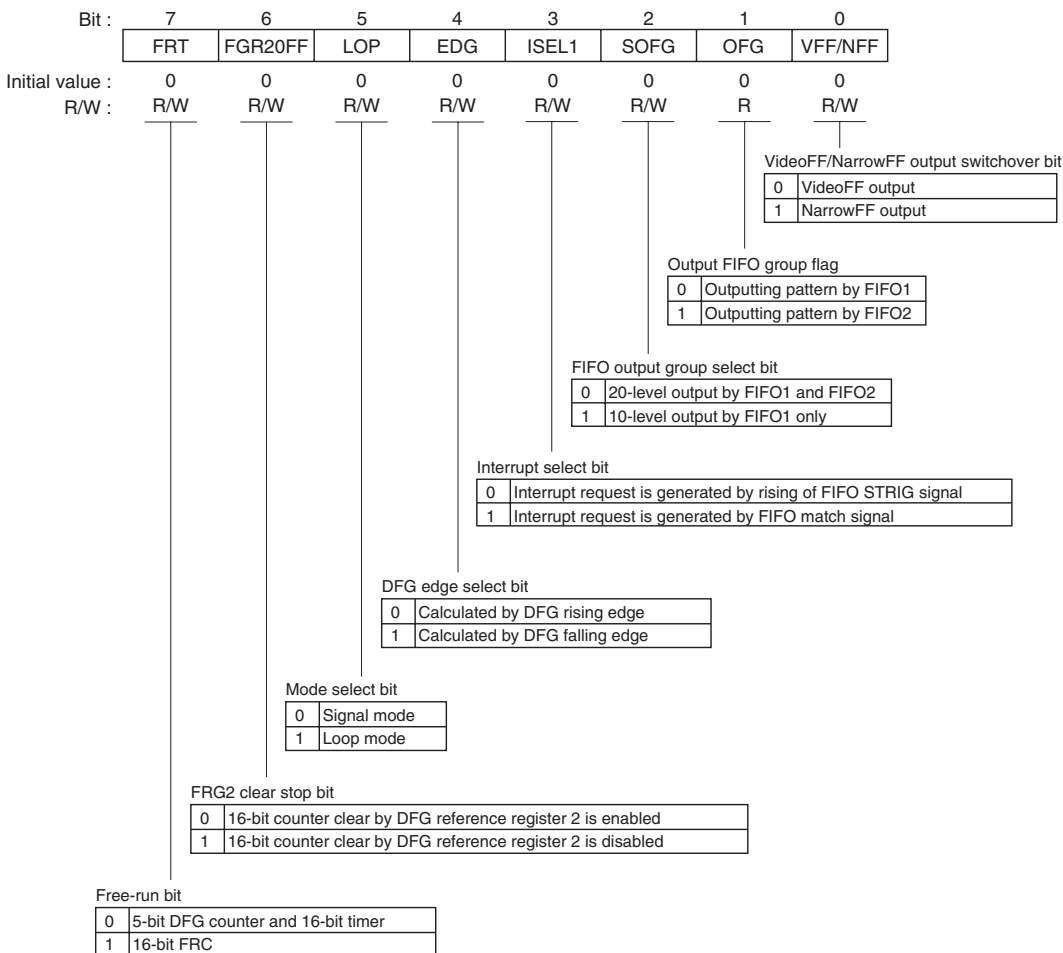 Bit : 7 6 5 4 3 2 1 0
FRT FGR20FF LOP EDG ISEL1 SOFG OFG VFF/NFF
Initial value : 0 0 0 0 0 0 0 0
R/W : R/W R/W R/W R/W R/W R/W R R/W
VideoFF/NarrowFF output switchover bit
0 VideoFF output
1 NarrowFF output
Output FIFO group flag
0 Outputting pattern by FIFO1
1 Outputting pattern by FIFO2
FIFO output group select bit
0 20-level output by FIFO1 and FIFO2
1 10-level output by FIFO1 only
Interrupt select bit
0 Interrupt request is generated by rising of FIFO STRIG signal
1 Interrupt request is generated by FIFO match signal
DFG edge select bit
0 Calculated by DFG rising edge
1 Calculated by DFG falling edge
Mode select bit
0 Signal mode
1 Loop mode
FRG2 clear stop bit
0 16-bit counter clear by DFG reference register 2 is enabled
1 16-bit counter clear by DFG reference register 2 is disabled
Free-run bit
0 5-bit DFG counter and 16-bit timer
1 16-bit FRC